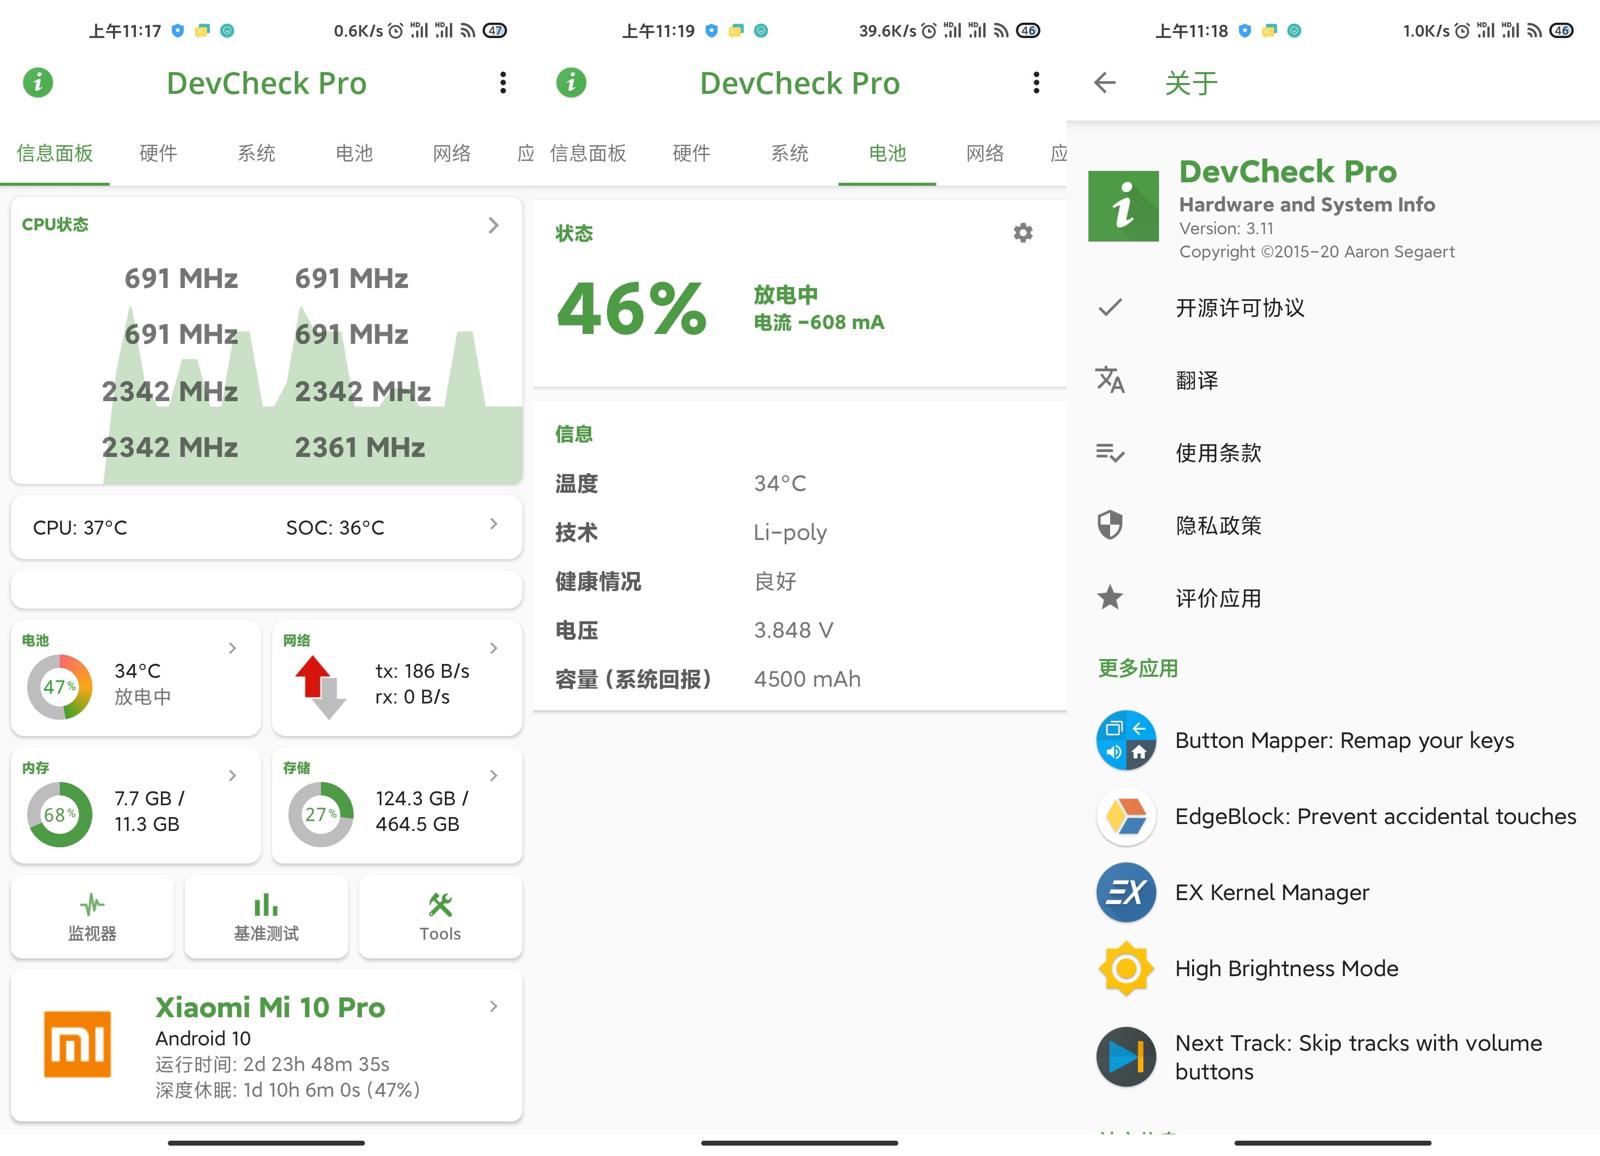 上午11:17
0.6K/s
HD
HD
47
DevCheck Pro
信息面板 硬件 系统 电池 网络 应
CPU状态
691 MHz 691 MHz
691 MHz 691 MHz
2342 MHz 2342 MHz
2342 MHz 2361 MHz
CPU: 37°C SOC: 36°C
电池
47%
34°C
放电中
网络
tx: 186 B/s
rx: 0 B/s
内存
68%
7.7 GB /
11.3 GB
存储
27%
124.3 GB /
464.5 GB
监视器 基准测试 Tools
Xiaomi Mi 10 Pro
Android 10
运行时间: 2d 23h 48m 35s
深度休眠: 1d 10h 6m 0s (47%)
上午11:19
39.6K/s
HD
HD
46
DevCheck Pro
信息面板 硬件 系统 电池 网络 应
状态
46%
放电中
电流 -608 mA
信息
温度 34°C
技术 Li-poly
健康情况 良好
电压 3.848 V
容量 (系统回报) 4500 mAh
上午11:18
1.0K/s
HD
HD
46
关于
DevCheck Pro
Hardware and System Info
Version: 3.11
Copyright ©2015-20 Aaron Segaert
开源许可协议
翻译
使用条款
隐私政策
评价应用
更多应用
Button Mapper: Remap your keys
EdgeBlock: Prevent accidental touches
EX
EX Kernel Manager
High Brightness Mode
Next Track: Skip tracks with volume
buttons